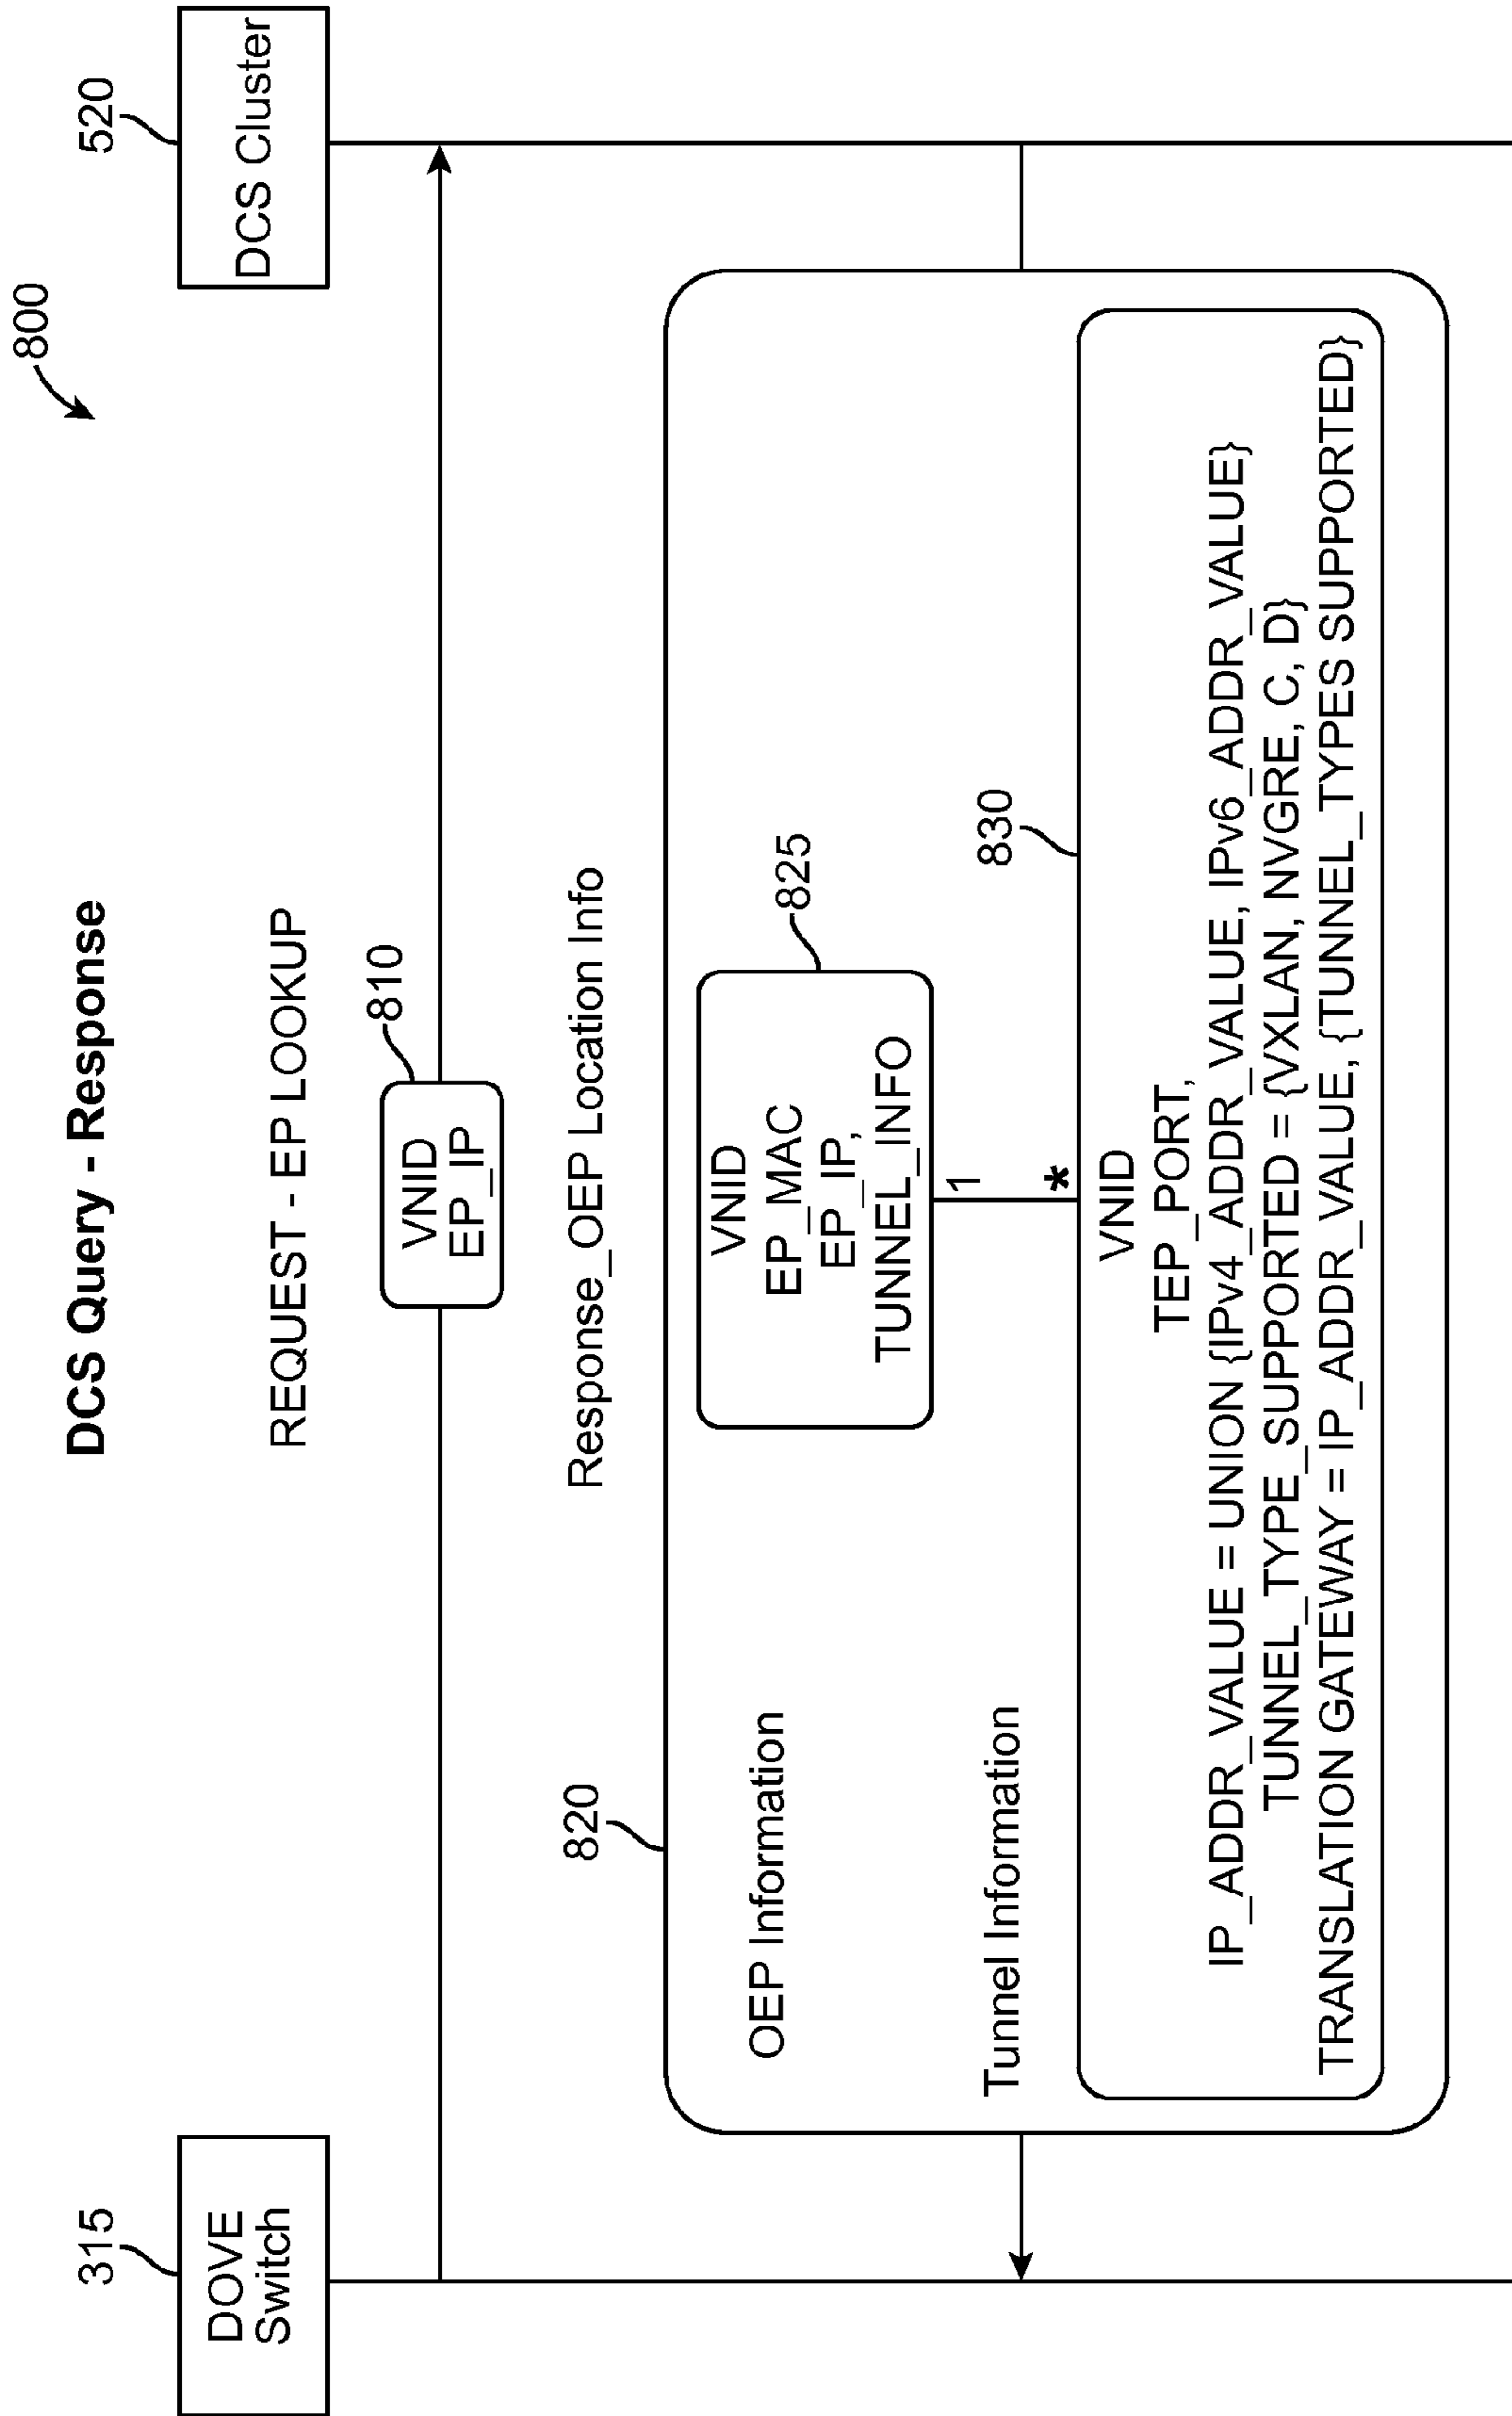 DCS Query - Response
800
315
520
DOVE
Switch
DCS Cluster
REQUEST - EP LOOKUP
810
VNID
EP_IP
Response_OEP Location Info
820
OEP Information
VNID
EP_MAC
EP_IP,
TUNNEL_INFO
825
1
*
Tunnel Information
830
VNID
TEP_PORT,
IP_ADDR_VALUE = UNION {IPv4_ADDR_VALUE, IPv6_ADDR_VALUE}
TUNNEL_TYPE_SUPPORTED = {VXLAN, NVGRE, C, D}
TRANSLATION GATEWAY = IP_ADDR_VALUE, {TUNNEL_TYPES SUPPORTED}